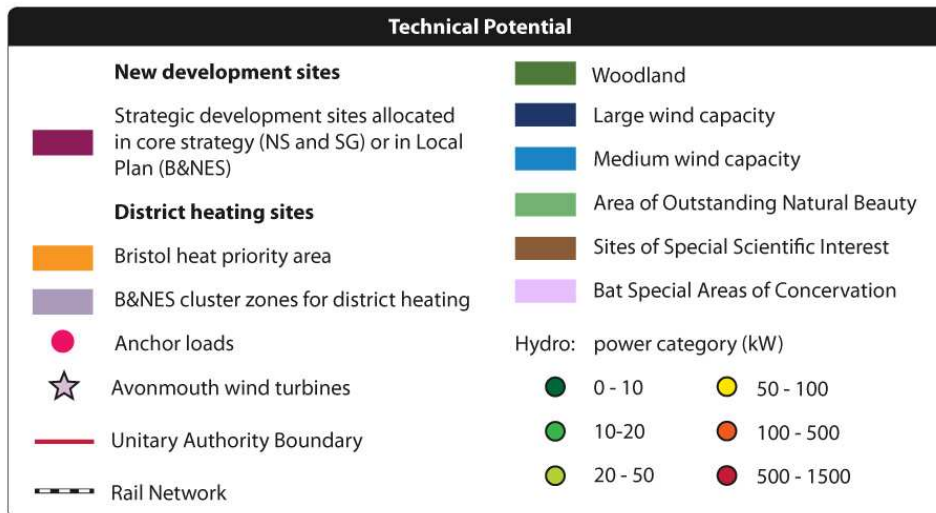 Technical Potential
New development sites
Strategic development sites allocated
in core strategy (NS and SG) or in Local
Plan (B&NES)
District heating sites
Bristol heat priority area
B&NES cluster zones for district heating
Anchor loads
Avonmouth wind turbines
Unitary Authority Boundary
Rail Network
Woodland
Large wind capacity
Medium wind capacity
Area of Outstanding Natural Beauty
Sites of Special Scientific Interest
Bat Special Areas of Concervation
Hydro: power category (kW)
0 - 10
10-20
20 - 50
50 - 100
100 - 500
500 - 1500